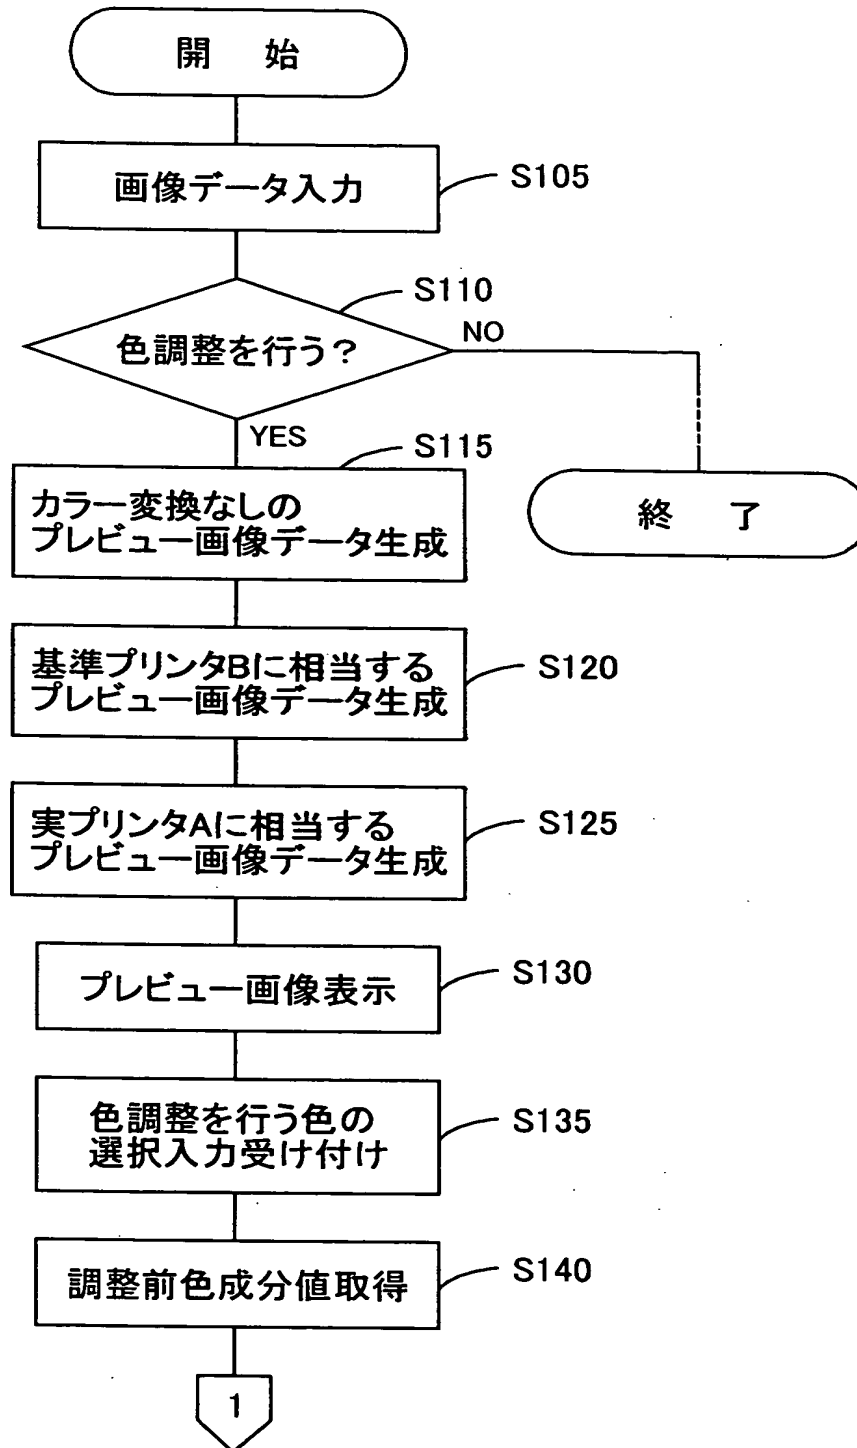 開 始
画像データ入力
S105
S110
色調整を行う?
NO
YES
S115
カラー変換なしの
プレビュー画像データ生成
終 了
基準プリンタBに相当する
プレビュー画像データ生成
S120
実プリンタAに相当する
プレビュー画像データ生成
S125
プレビュー画像表示
S130
色調整を行う色の
選択入力受け付け
S135
調整前色成分値取得
S140
1